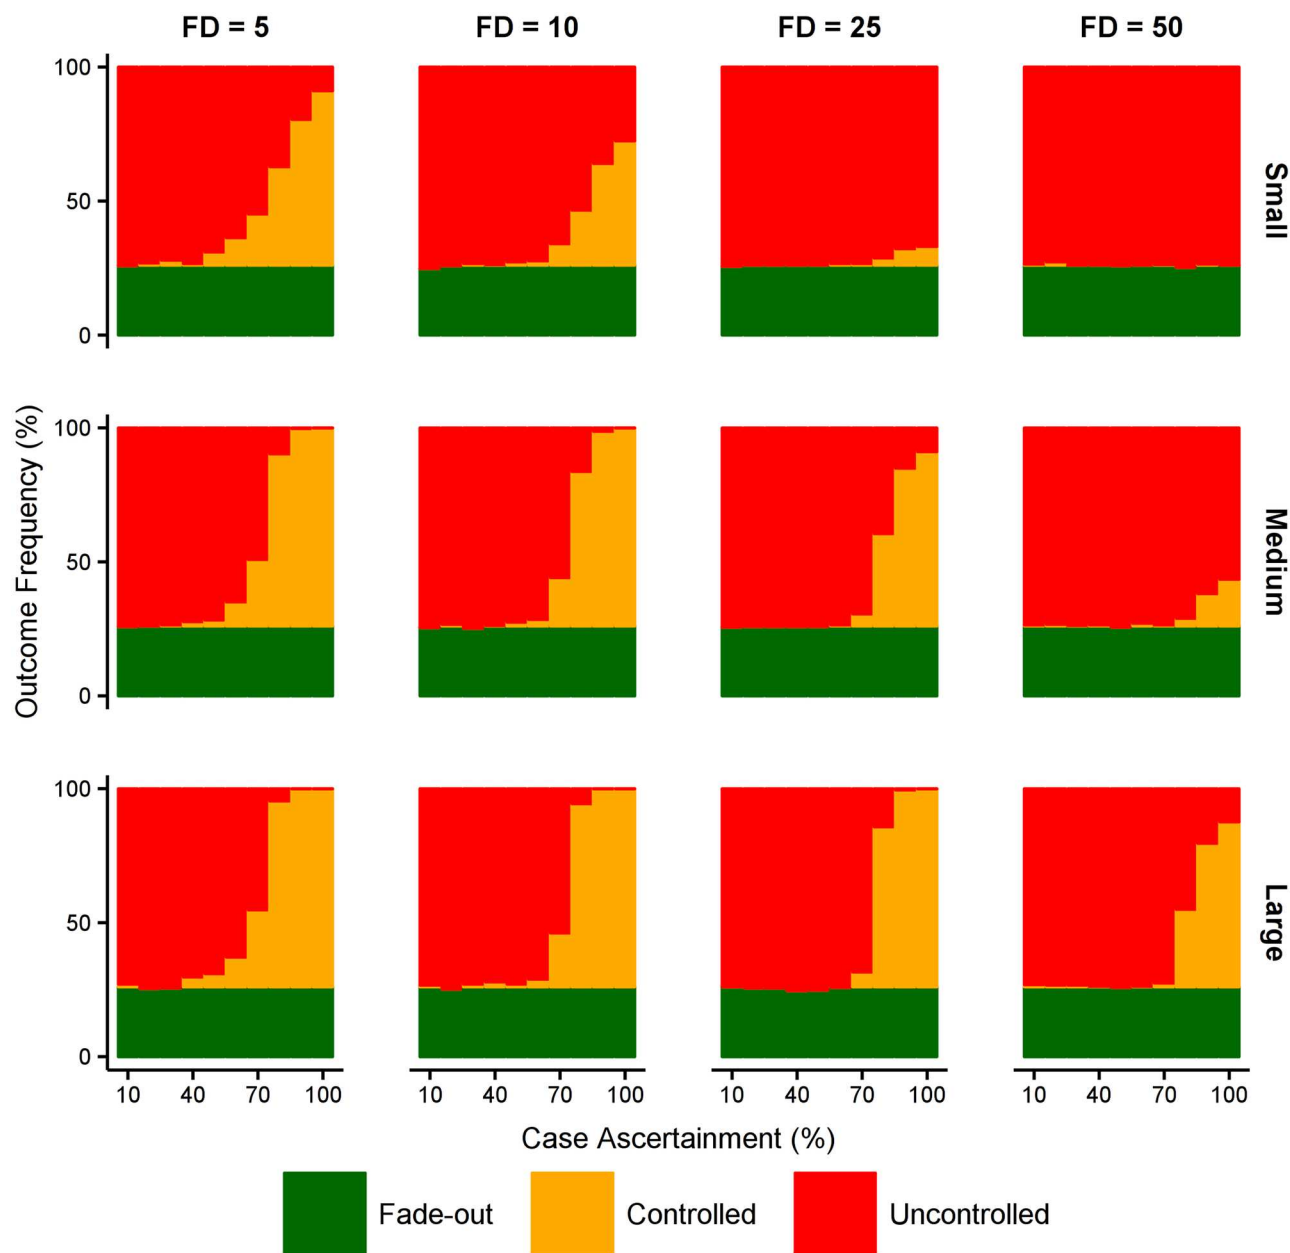 FD = 5 FD = 10 FD = 25 FD = 50
100
50
0
Small
Outcome Frequency (%)
100
50
0
Medium
100
50
0
Large
10 40 70 100 10 40 70 100 10 40 70 100 10 40 70 100
Case Ascertainment (%)
Fade-out Controlled Uncontrolled